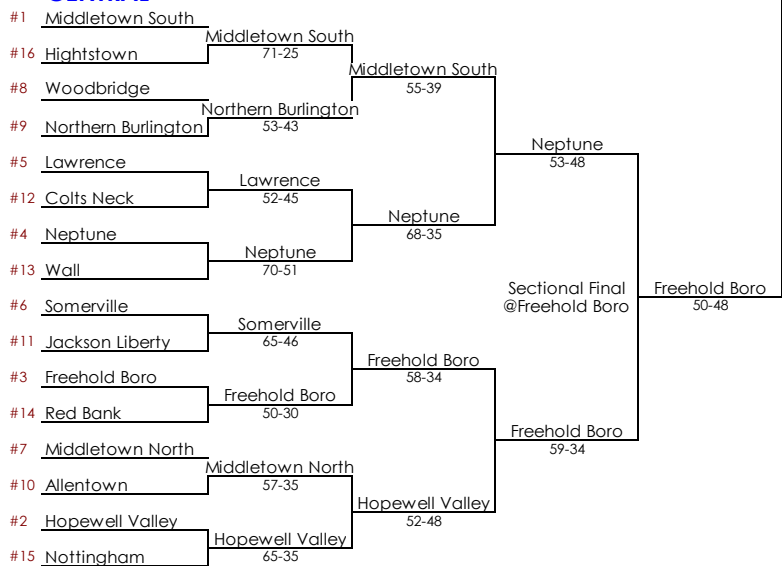 #1 Middletown South
#16 Hightstown
#8 Woodbridge
#9 Northern Burlington
#5 Lawrence
#12 Colts Neck
#4 Neptune
#13 Wall
#6 Somerville
#11 Jackson Liberty
#3 Freehold Boro
#14 Red Bank
#7 Middletown North
#10 Allentown
#2 Hopewell Valley
#15 Nottingham
Middletown South
71-25
Northern Burlington
53-43
Lawrence
52-45
Neptune
70-51
Somerville
65-46
Freehold Boro
50-30
Middletown North
57-35
Hopewell Valley
65-35
Middletown South
55-39
Neptune
68-35
Freehold Boro
58-34
Hopewell Valley
52-48
Neptune
53-48
Sectional Final
@Freehold Boro
Freehold Boro
59-34
Freehold Boro
50-48